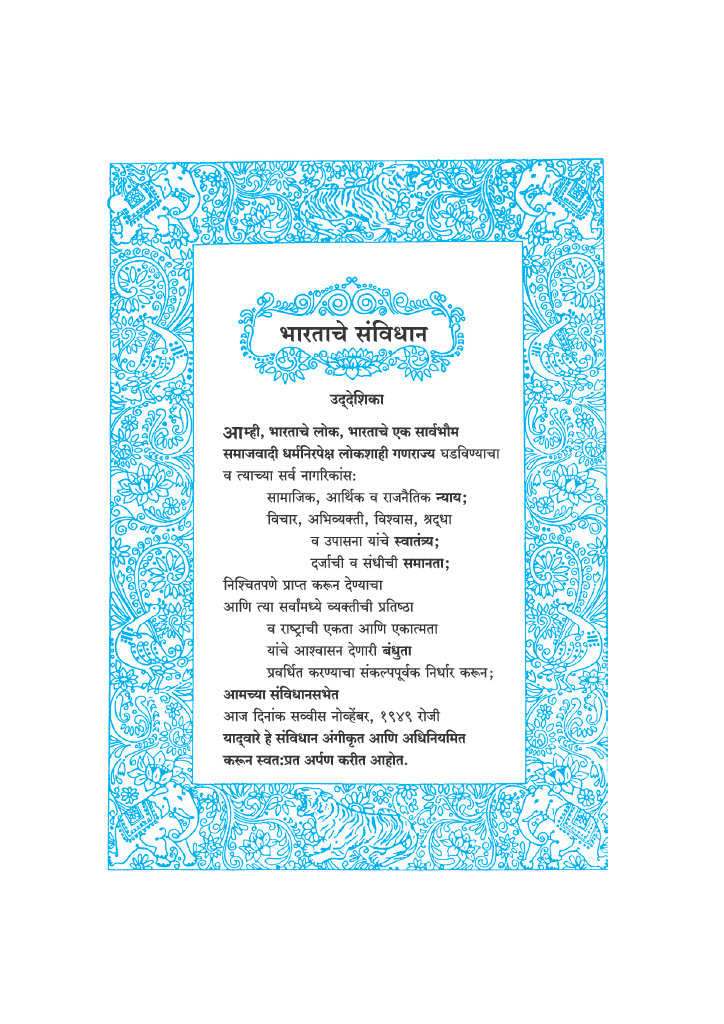 भारताचे संविधान
उद्‌देशिका
आम्ही, भारताचे लोक, भारताचे एक सार्वभौम
समाजवादी धर्मनिरपेक्ष लोकशाही गणराज्य घडविण्याचा
व त्याच्या सर्व नागरिकांस:
सामाजिक, आर्थिक व राजनैतिक न्याय;
विचार, अभिव्यक्ती, विश्वास, श्रद्‌धा
व उपासना यांचे स्वातंत्र्य;
दर्जाची व संधीची समानता;
निश्चितपणे प्राप्त करून देण्याचा
आणि त्या सर्वांमध्ये व्यक्तीची प्रतिष्ठा
व राष्ट्राची एकता आणि एकात्मता
यांचे आश्वासन देणारी बंधुता
प्रवर्धित करण्याचा संकल्पपूर्वक निर्धार करून;
आमच्या संविधानसभेत
आज दिनांक सव्वीस नोव्हेंबर, १९४९ रोजी
याद्‌वारे हे संविधान अंगीकृत आणि अधिनियमित
करून स्वत:प्रत अर्पण करीत आहोत.